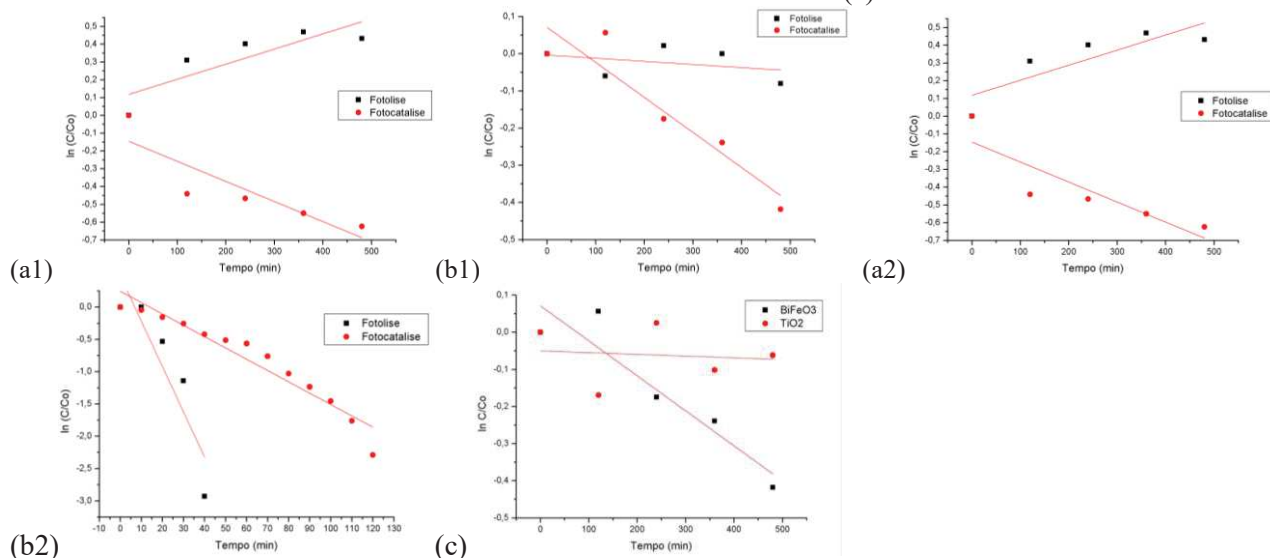 0,5
0,4
0,3
0,2
0,1
0,0
-0,1
-0,2
-0,3
-0,4
-0,5
-0,6
-0,7
ln (C/Co)
Fotolise
Fotocatalise
0 100 200 300 400 500
Tempo (min)
(a1)
0,1
0,0
-0,1
-0,2
-0,3
-0,4
-0,5
ln (C/Co)
Fotolise
Fotocatalise
0 100 200 300 400 500
Tempo (min)
(b1)
0,5
0,4
0,3
0,2
0,1
0,0
-0,1
-0,2
-0,3
-0,4
-0,5
-0,6
-0,7
ln (C/Co)
Fotolise
Fotocatalise
0 100 200 300 400 500
Tempo (min)
(a2)
0,0
-0,5
-1,0
-1,5
-2,0
-2,5
-3,0
ln (C/Co)
Fotolise
Fotocatalise
-10 0 10 20 30 40 50 60 70 80 90 100 110 120 130
Tempo (min)
(b2)
0,1
0,0
-0,1
-0,2
-0,3
-0,4
-0,5
ln C/Co
BiFeO3
TiO2
0 200 400
Tempo (min)
(c)